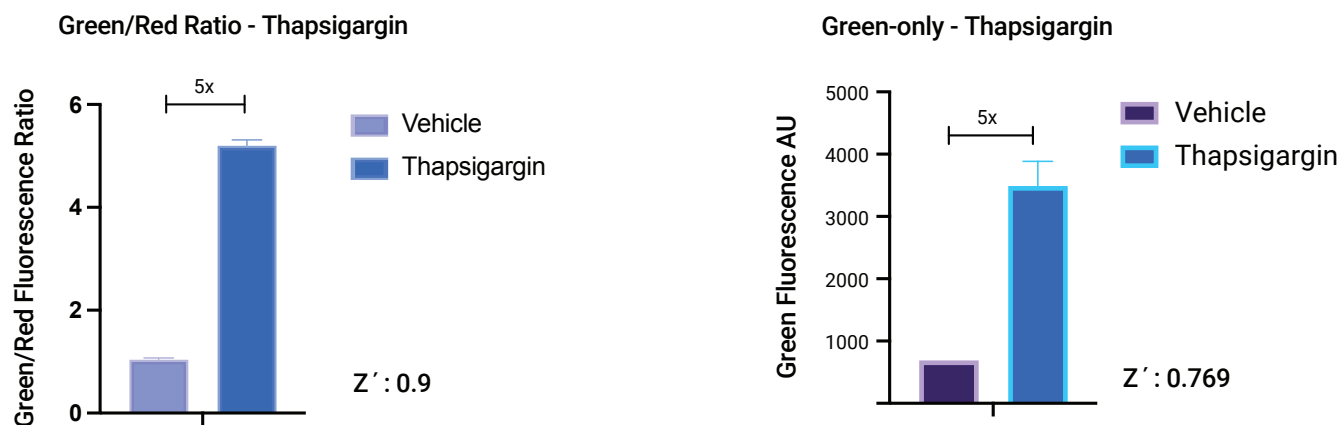 Green/Red Ratio - Thapsigargin
Green/Red Fluorescence Ratio
6
4
2
0
5x
Vehicle
Thapsigargin
Z´: 0.9
Green-only - Thapsigargin
Green Fluorescence AU
5000
4000
3000
2000
1000
5x
Vehicle
Thapsigargin
Z´: 0.769